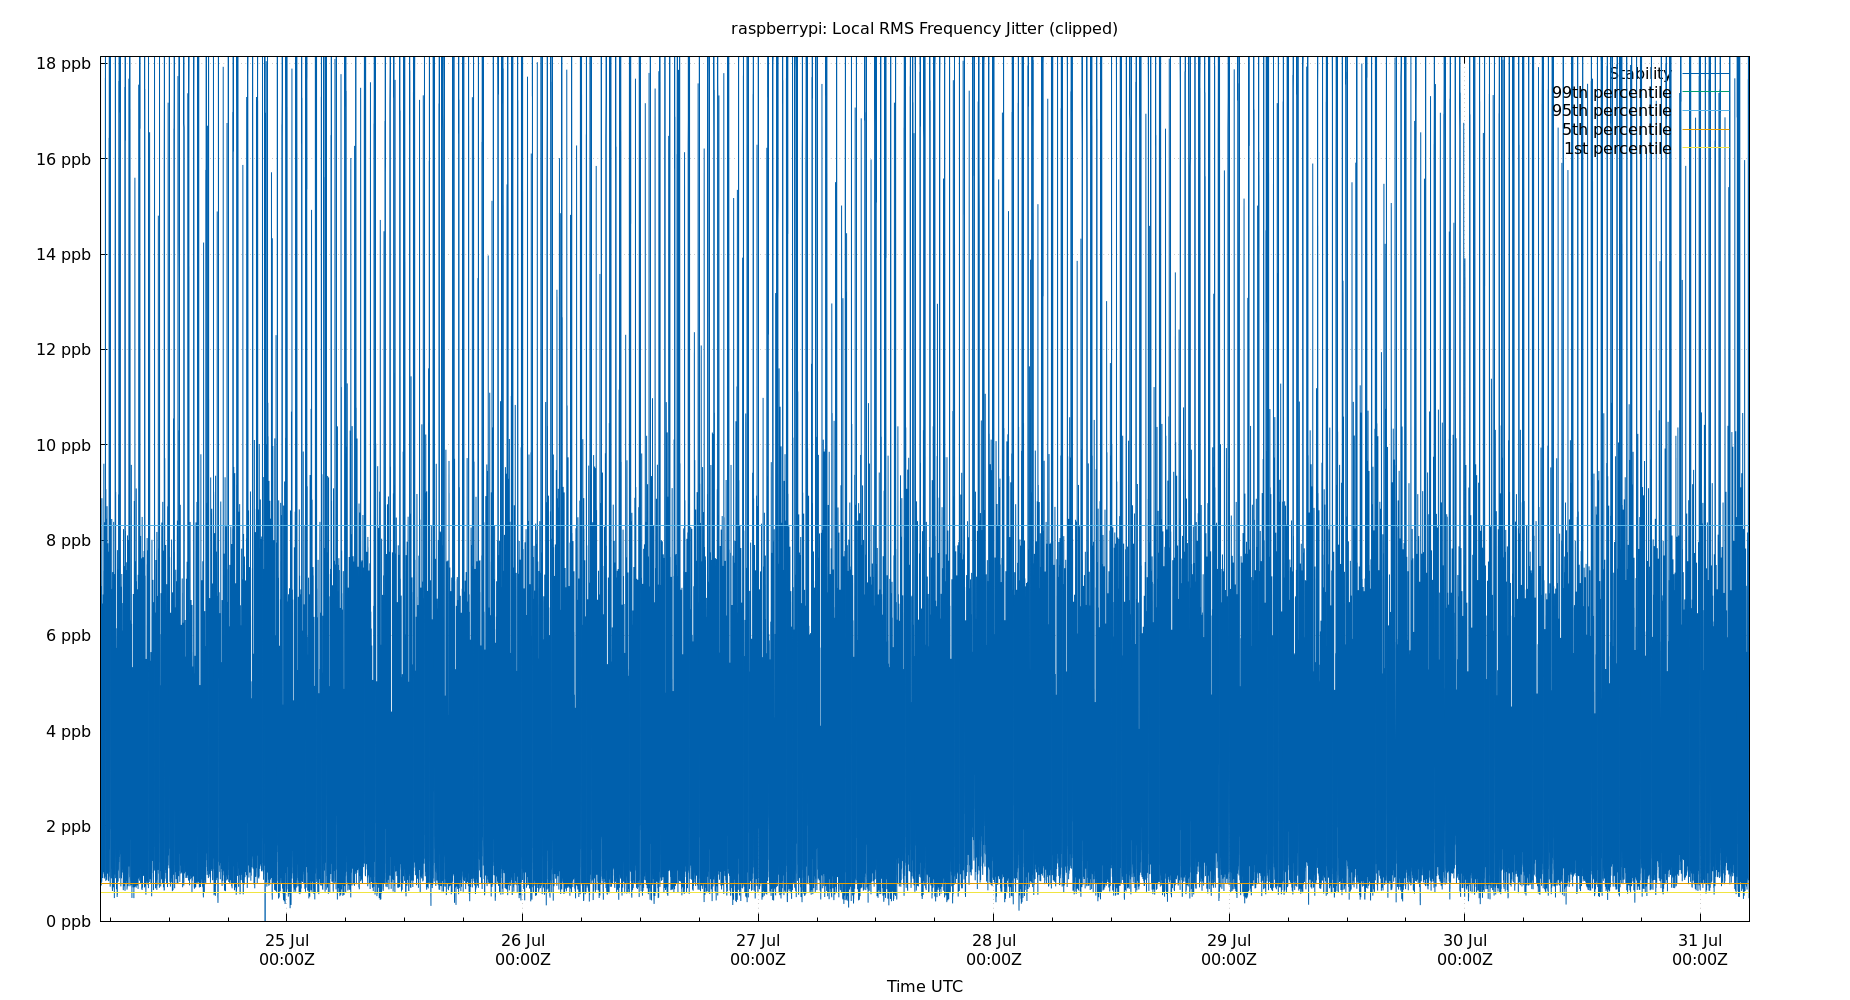 raspberrypi: Local RMS Frequency Jitter (clipped)
18 ppb
16 ppb
14 ppb
12 ppb
10 ppb
8 ppb
6 ppb
4 ppb
2 ppb
0 ppb
Stability
99th percentile
95th percentile
5th percentile
1st percentile
25 Jul
00:00Z
26 Jul
00:00Z
27 Jul
00:00Z
28 Jul
00:00Z
29 Jul
00:00Z
30 Jul
00:00Z
31 Jul
00:00Z
Time UTC